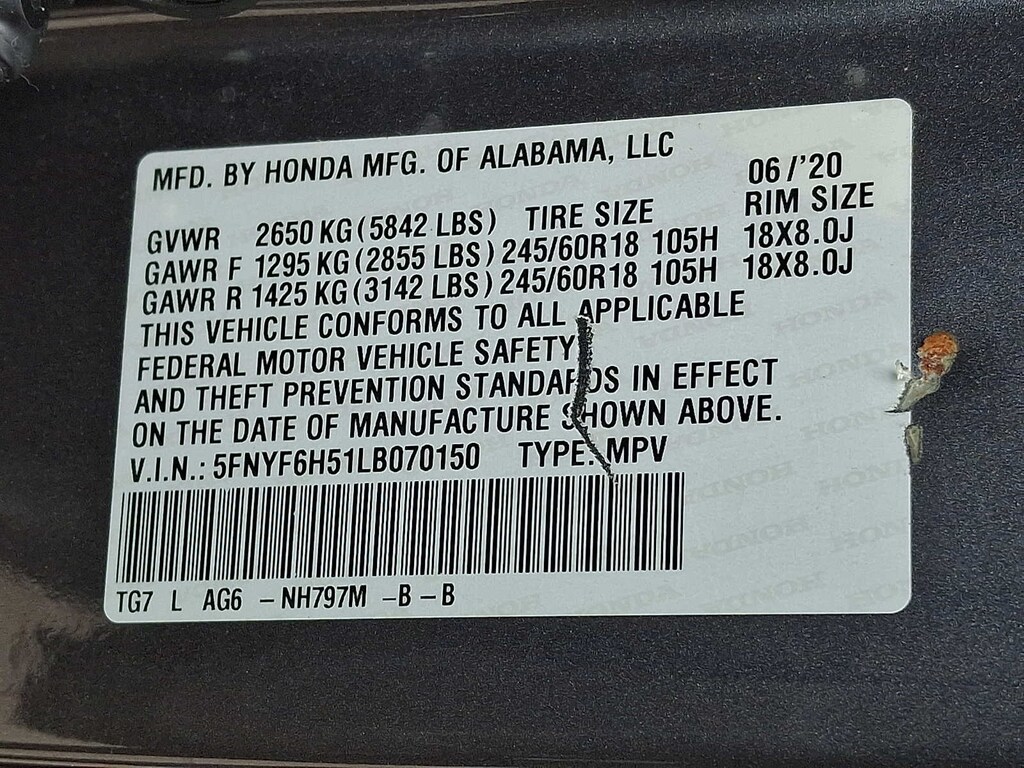 MFD. BY HONDA MFG. OF ALABAMA, LLC 06/'20
GVWR 2650 KG (5842 LBS) TIRE SIZE RIM SIZE
GAWR F 1295 KG (2855 LBS) 245/60R18 105H 18X8.0J
GAWR R 1425 KG (3142 LBS) 245/60R18 105H 18X8.0J
THIS VEHICLE CONFORMS TO ALL APPLICABLE
FEDERAL MOTOR VEHICLE SAFETY
AND THEFT PREVENTION STANDARDS IN EFFECT
ON THE DATE OF MANUFACTURE SHOWN ABOVE.
V.I.N.: 5FNYF6H51LB070150 TYPE: MPV
TG7 L AG6 - NH797M - B - B